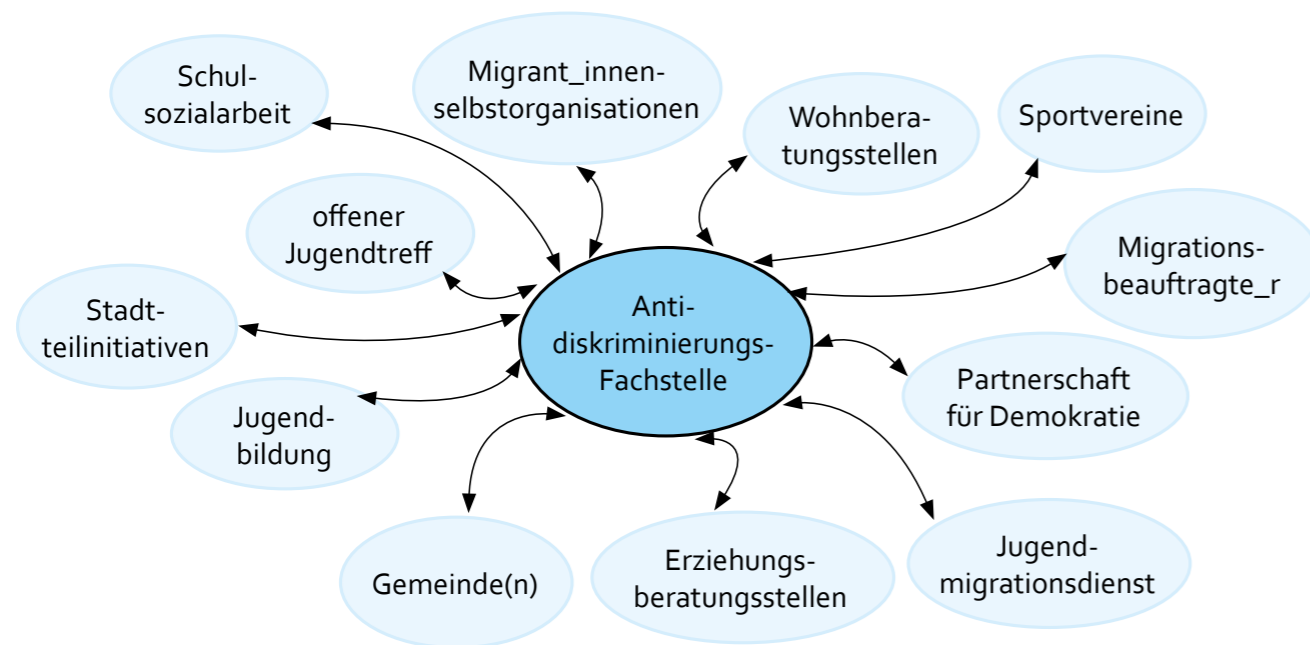 Schul-
sozialarbeit
Migrant_innen-
selbstorganisationen
Wohnbera-
tungsstellen
Sportvereine
offener
Jugendtreff
Migrations-
beauftragte_r
Stadt-
teilinitiativen
Anti-
diskriminierungs-
Fachstelle
Partnerschaft
für Demokratie
Jugend-
bildung
Gemeinde(n)
Erziehungs-
beratungsstellen
Jugend-
migrationsdienst